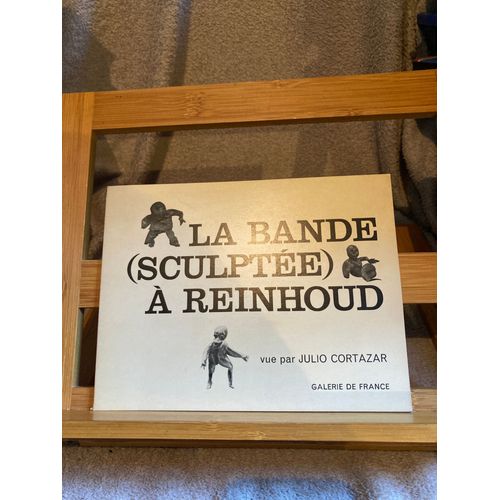 LA BANDE
(SCULPTÉE)
À REINHOUD
vue par JULIO CORTAZAR
GALERIE DE FRANCE